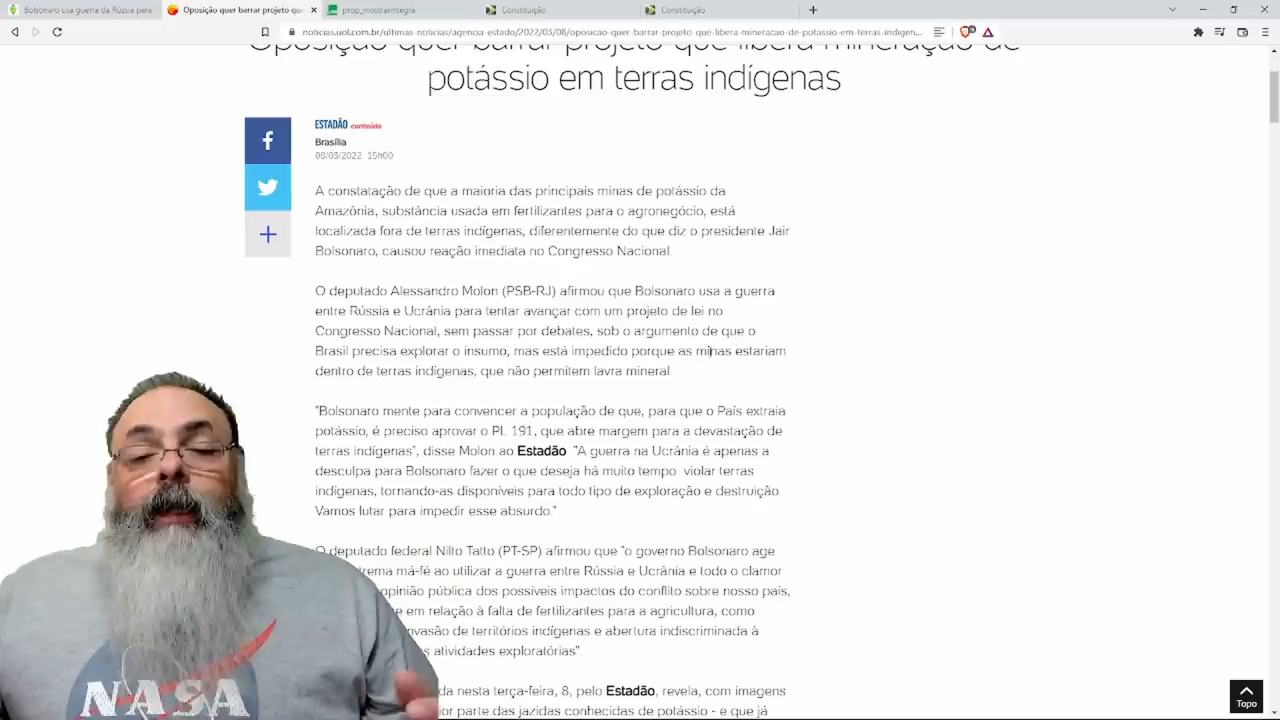 Bolsonaro usa guerra da Rússia para
Oposição quer barrar projeto que
prop_mostrarintegra
Constituição
Constituição
noticias.uol.com.br/ultimas-noticias/agencia-estado/2022/03/08/oposicao-quer-barrar-projeto-que-libera-mineracao-de-potassio-em-terras-indigen...
Oposição quer barrar projeto que libera mineração de
potássio em terras indígenas
ESTADÃO conteúdo
Brasília
08/03/2022 15h00
A constatação de que a maioria das principais minas de potássio da
Amazônia, substância usada em fertilizantes para o agronegócio, está
localizada fora de terras indígenas, diferentemente do que diz o presidente Jair
Bolsonaro, causou reação imediata no Congresso Nacional.
O deputado Alessandro Molon (PSB-RJ) afirmou que Bolsonaro usa a guerra
entre Rússia e Ucrânia para tentar avançar com um projeto de lei no
Congresso Nacional, sem passar por debates, sob o argumento de que o
Brasil precisa explorar o insumo, mas está impedido porque as minas estariam
dentro de terras indígenas, que não permitem lavra mineral.
"Bolsonaro mente para convencer a população de que, para que o País extraia
potássio, é preciso aprovar o PL 191, que abre margem para a devastação de
terras indígenas", disse Molon ao Estadão. "A guerra na Ucrânia é apenas a
desculpa para Bolsonaro fazer o que deseja há muito tempo: violar terras
indígenas, tornando-as disponíveis para todo tipo de exploração e destruição.
Vamos lutar para impedir esse absurdo."
O deputado federal Nilto Tatto (PT-SP) afirmou que "o governo Bolsonaro age
má-fé ao utilizar a guerra entre Rússia e Ucrânia e todo o clamor
opinião pública dos possíveis impactos do conflito sobre nosso país,
em relação à falta de fertilizantes para a agricultura, como
invasão de territórios indígenas e abertura indiscriminada à
atividades exploratórias"
nesta terça-feira, 8, pelo Estadão, revela, com imagens
parte das jazidas conhecidas de potássio - e que já
NASA
Topo